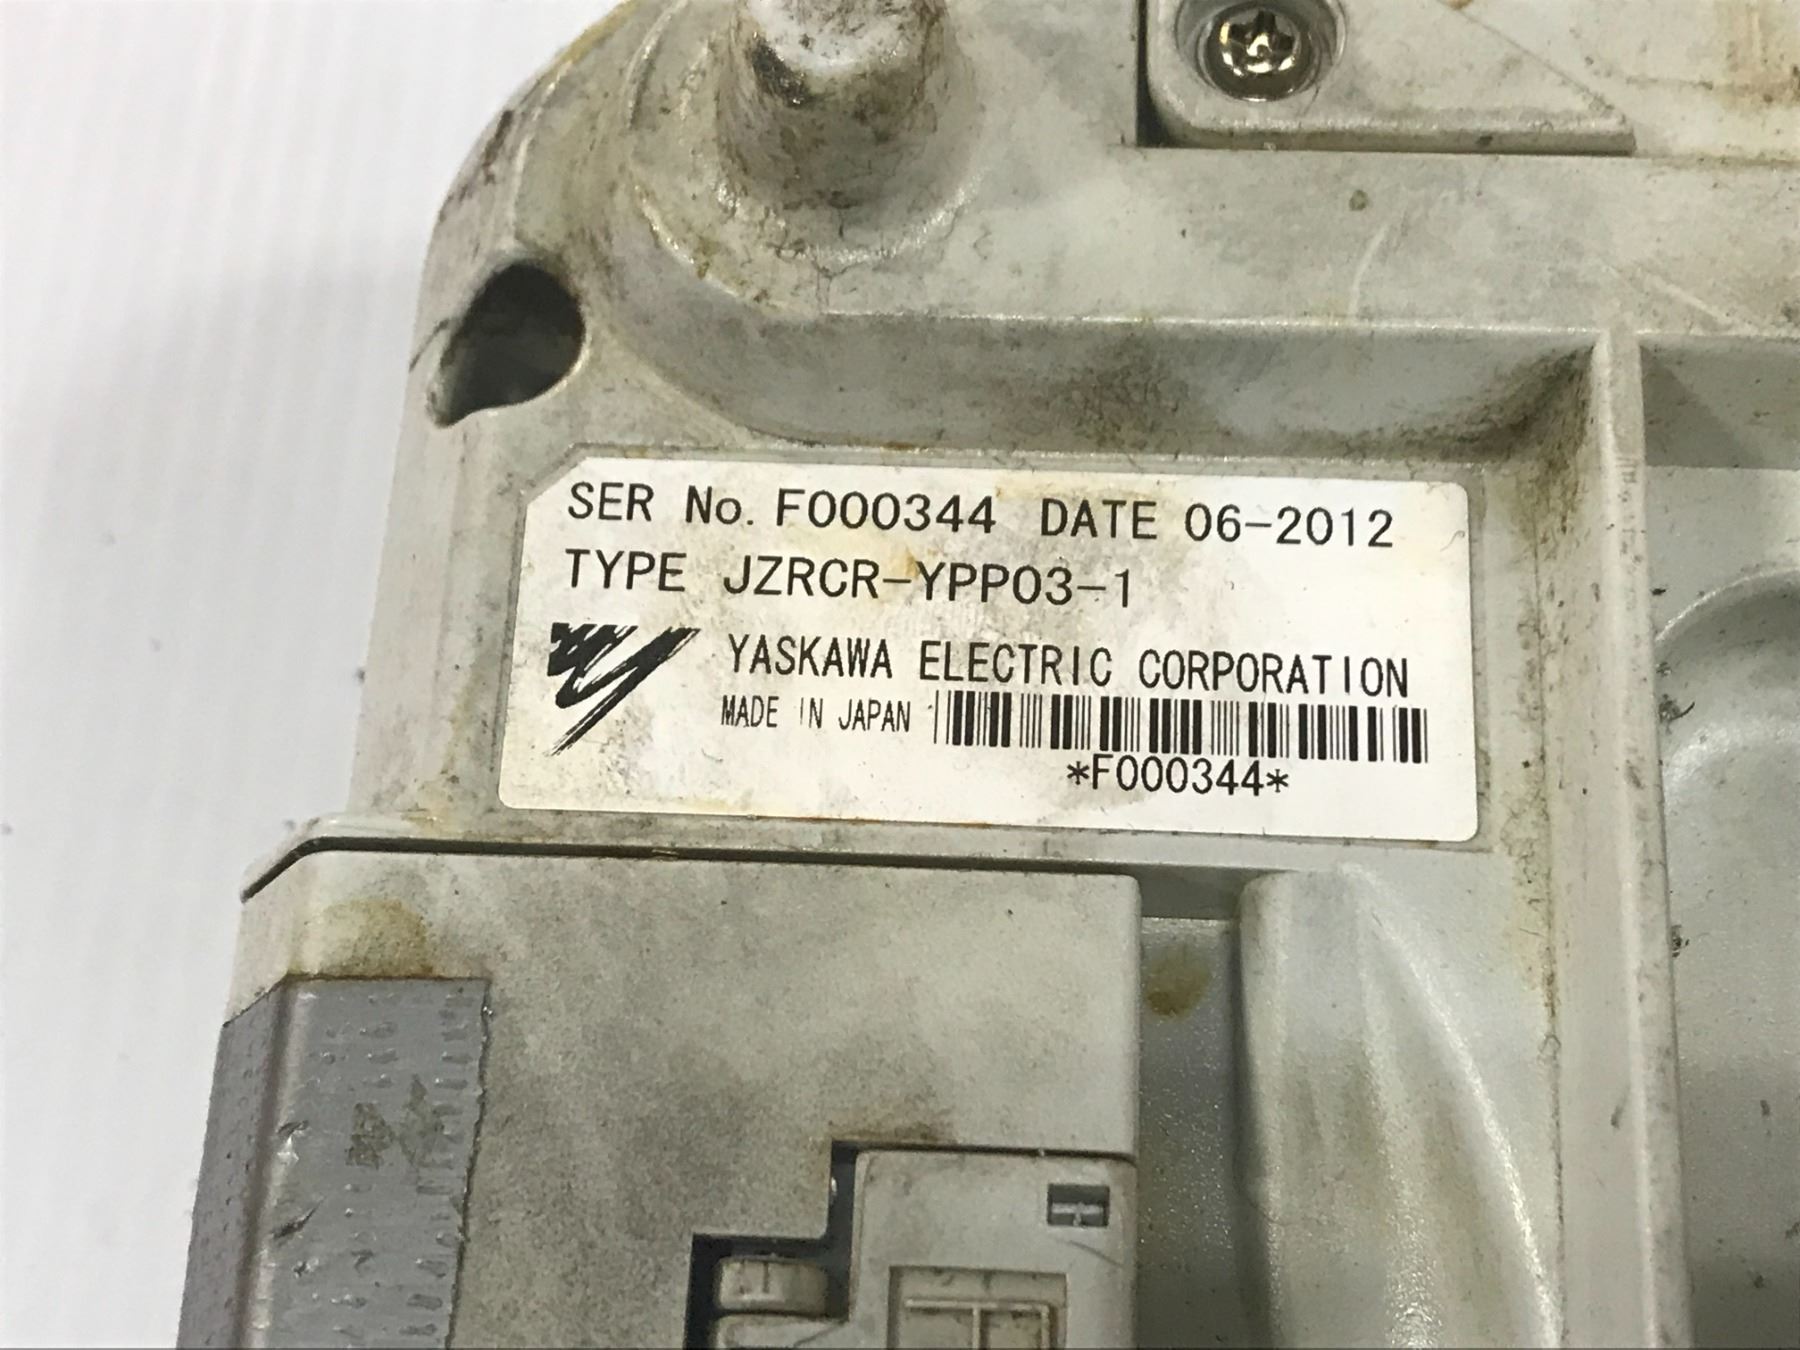 SER No. F000344 DATE 06-2012
TYPE JZRCR-YPP03-1
YASKAWA ELECTRIC CORPORATION
MADE IN JAPAN
*F000344*